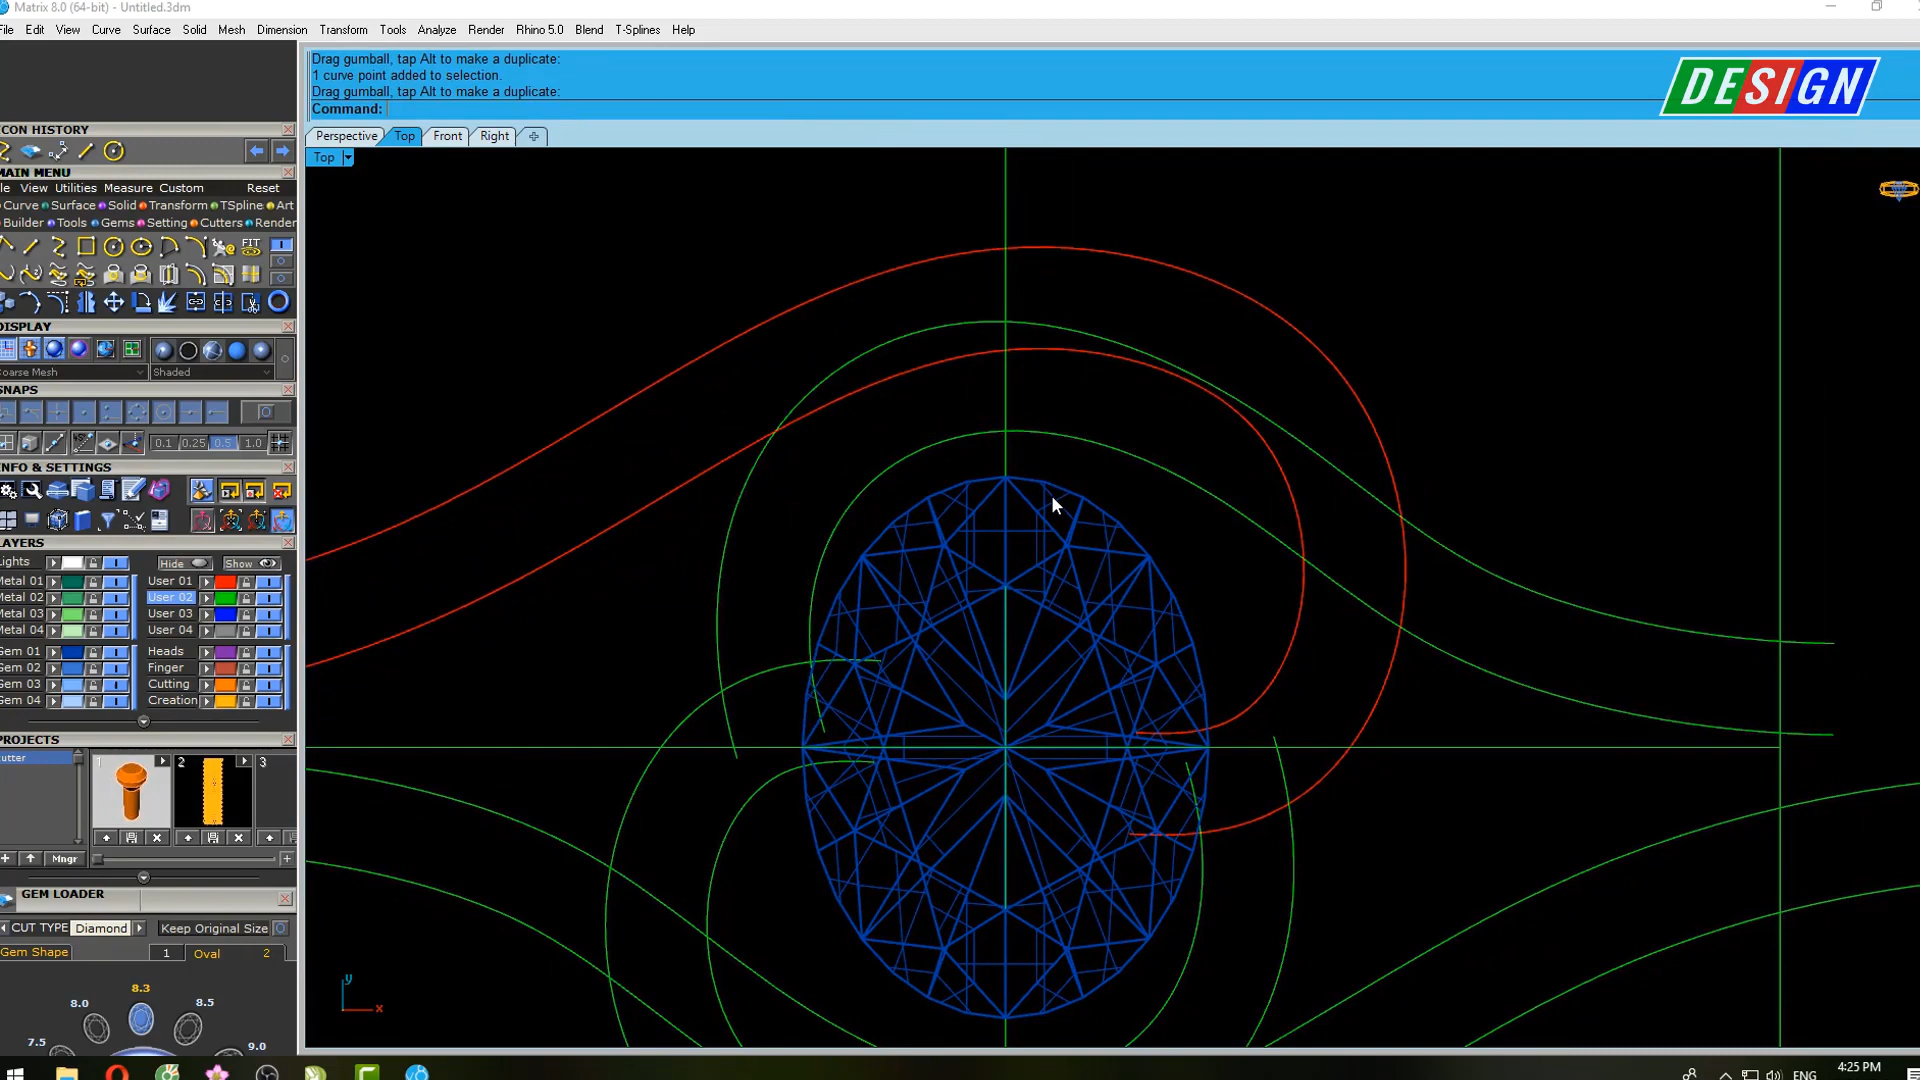 Matrix 8.0 (64-bit) - Untitled.3dm
File Edit View Curve Surface Solid Mesh Dimension Transform Tools Analyze Render Rhino 5.0 Blend T-Splines Help
Drag gumball, tap Alt to make a duplicate:
1 curve point added to selection.
Drag gumball, tap Alt to make a duplicate:
Command:
DESIGN
Perspective Top Front Right
Top
ICON HISTORY
MAIN MENU
le View Utilities Measure Custom Reset
Curve Surface Solid Transform TSpline Art
Builder Tools Gems Setting Cutters Render
FIT
DISPLAY
Coarse Mesh Shaded
SNAPS
0.1 0.25 0.5 1.0
INFO & SETTINGS
LAYERS
Lights Hide Show
Metal 01 User 01
Metal 02 User 02
Metal 03 User 03
Metal 04 User 04
Gem 01 Heads
Gem 02 Finger
Gem 03 Cutting
Gem 04 Creation
PROJECTS
utter
1 2 3
Mngr
GEM LOADER
CUT TYPE Diamond Keep Original Size
Gem Shape 1 Oval 2
8.3
8.0 8.5
7.5 9.0
y
x
ENG
4:25 PM